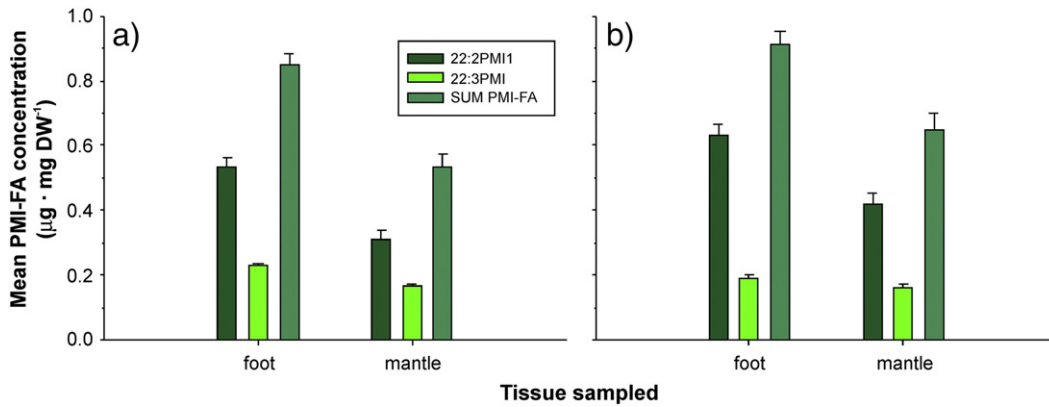 a)
b)
22:2PMI1
22:3PMI
SUM PMI-FA
Mean PMI-FA concentration
(μg · mg DW⁻¹)
1.0
0.8
0.6
0.4
0.2
0.0
foot
mantle
foot
mantle
Tissue sampled